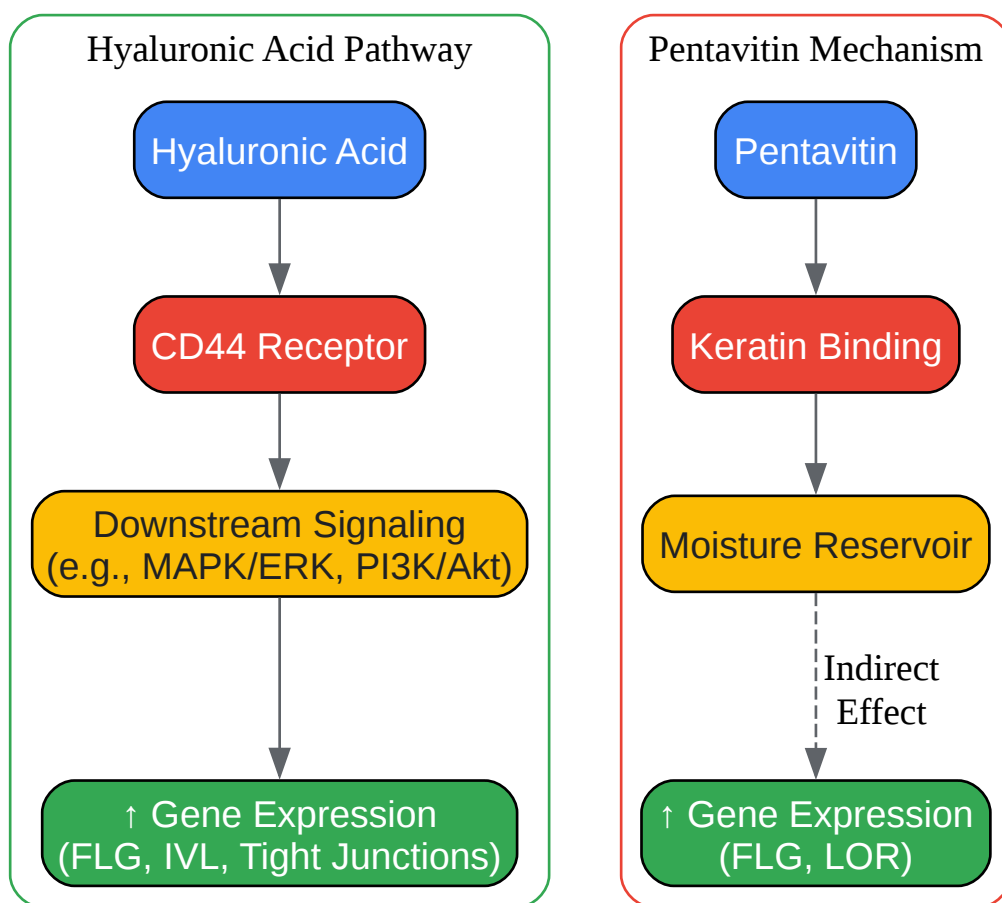 Hyaluronic Acid Pathway
Hyaluronic Acid
CD44 Receptor
Downstream Signaling
(e.g., MAPK/ERK, PI3K/Akt)
↑ Gene Expression
(FLG, IVL, Tight Junctions)
Pentavitin Mechanism
Pentavitin
Keratin Binding
Moisture Reservoir
Indirect
Effect
↑ Gene Expression
(FLG, LOR)